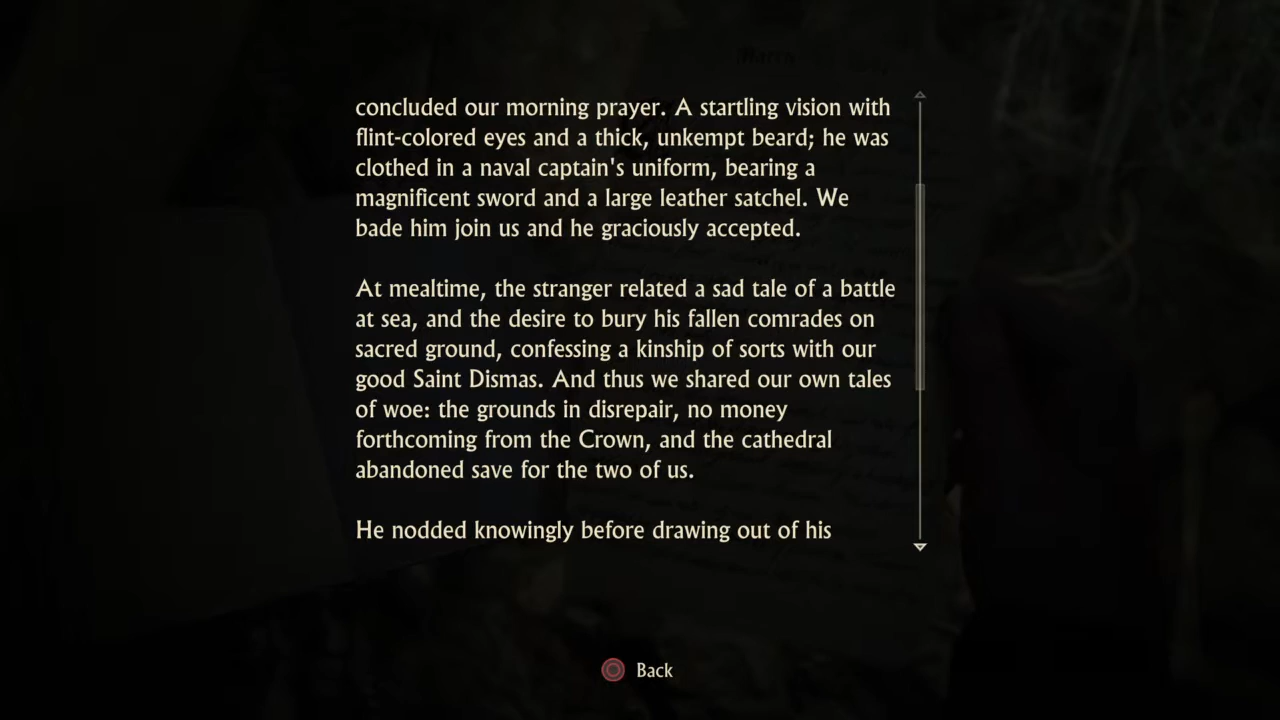 concluded our morning prayer. A startling vision with
flint-colored eyes and a thick, unkempt beard; he was
clothed in a naval captain's uniform, bearing a
magnificent sword and a large leather satchel. We
bade him join us and he graciously accepted.
At mealtime, the stranger related a sad tale of a battle
at sea, and the desire to bury his fallen comrades on
sacred ground, confessing a kinship of sorts with our
good Saint Dismas. And thus we shared our own tales
of woe: the grounds in disrepair, no money
forthcoming from the Crown, and the cathedral
abandoned save for the two of us.
He nodded knowingly before drawing out of his
Back